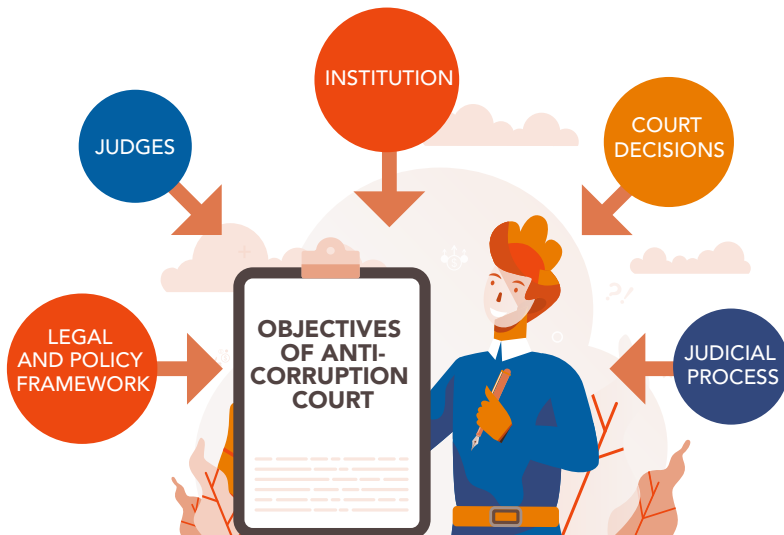 INSTITUTION
JUDGES
COURT
DECISIONS
LEGAL
AND POLICY
FRAMEWORK
OBJECTIVES
OF ANTI-
CORRUPTION
COURT
JUDICIAL
PROCESS
?!
$